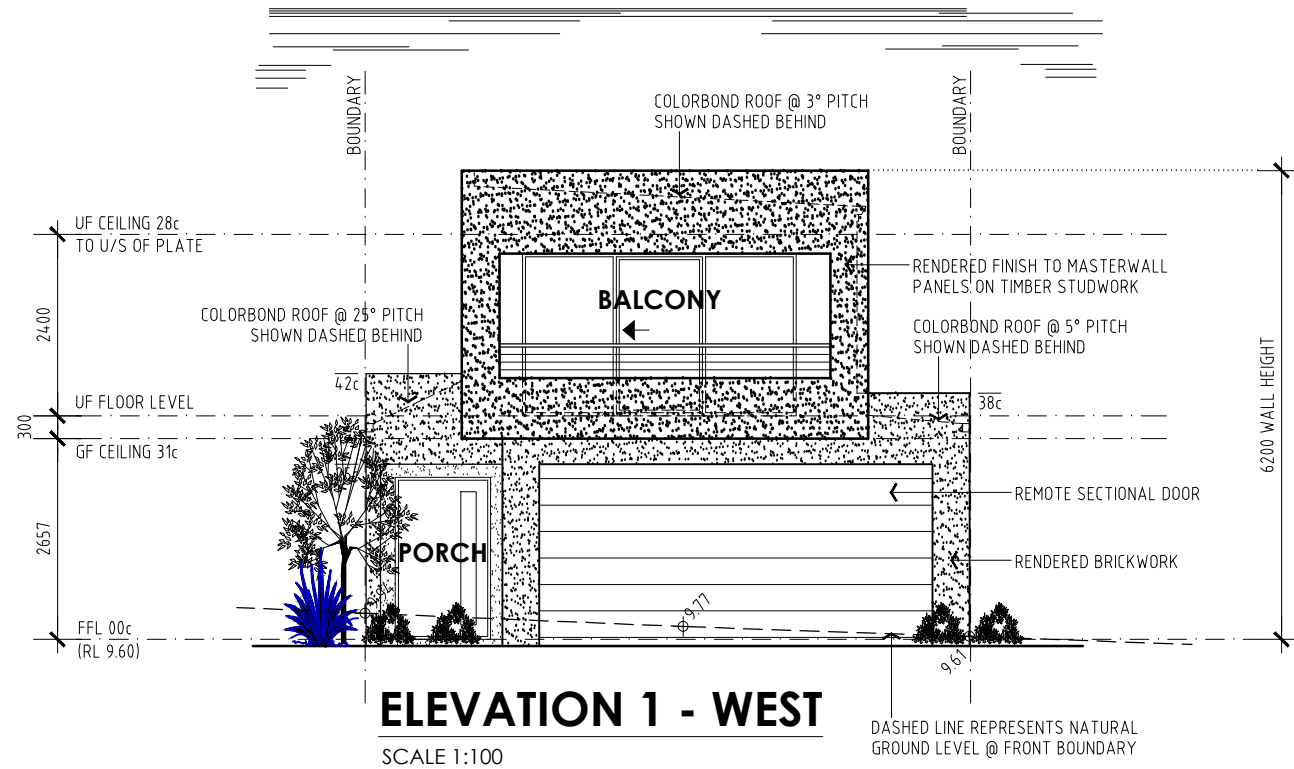 BOUNDARY
BOUNDARY
COLORBOND ROOF @ 3° PITCH
SHOWN DASHED BEHIND
UF CEILING 28c
TO U/S OF PLATE
RENDERED FINISH TO MASTERWALL
PANELS ON TIMBER STUDWORK
BALCONY
COLORBOND ROOF @ 25° PITCH
SHOWN DASHED BEHIND
COLORBOND ROOF @ 5° PITCH
SHOWN DASHED BEHIND
2400
6200 WALL HEIGHT
42c
38c
UF FLOOR LEVEL
300
GF CEILING 31c
REMOTE SECTIONAL DOOR
2657
PORCH
RENDERED BRICKWORK
9.77
FFL 00c
(RL 9.60)
9.61
ELEVATION 1 - WEST
SCALE 1:100
DASHED LINE REPRESENTS NATURAL
GROUND LEVEL @ FRONT BOUNDARY